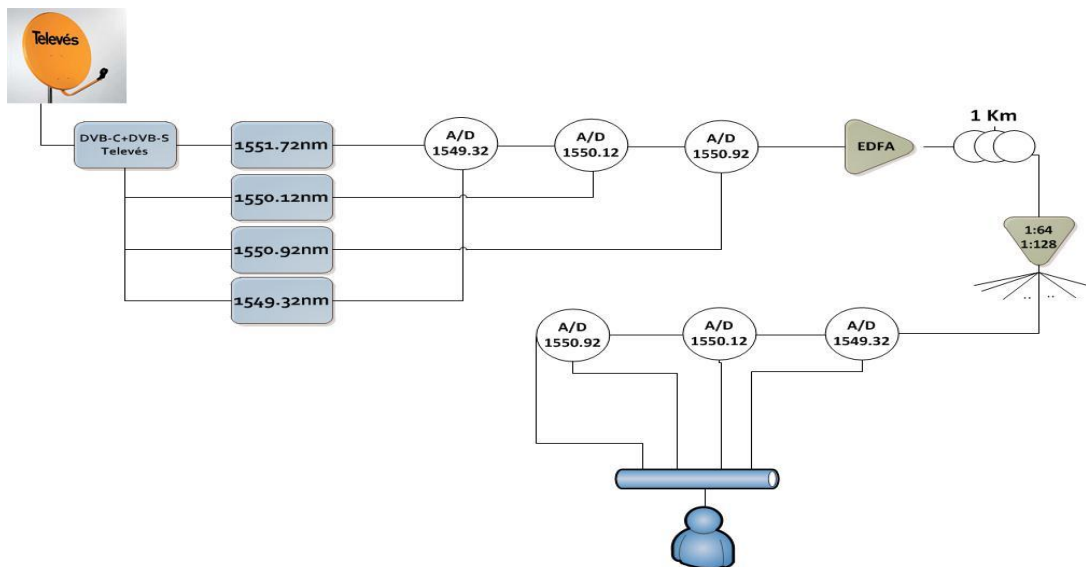 Televés
DVB-C+DVB-S
Televés
1551.72nm
1550.12nm
1550.92nm
1549.32nm
A/D
1549.32
A/D
1550.12
A/D
1550.92
EDFA
1 Km
1:64
1:128
.. ..
A/D
1550.92
A/D
1550.12
A/D
1549.32